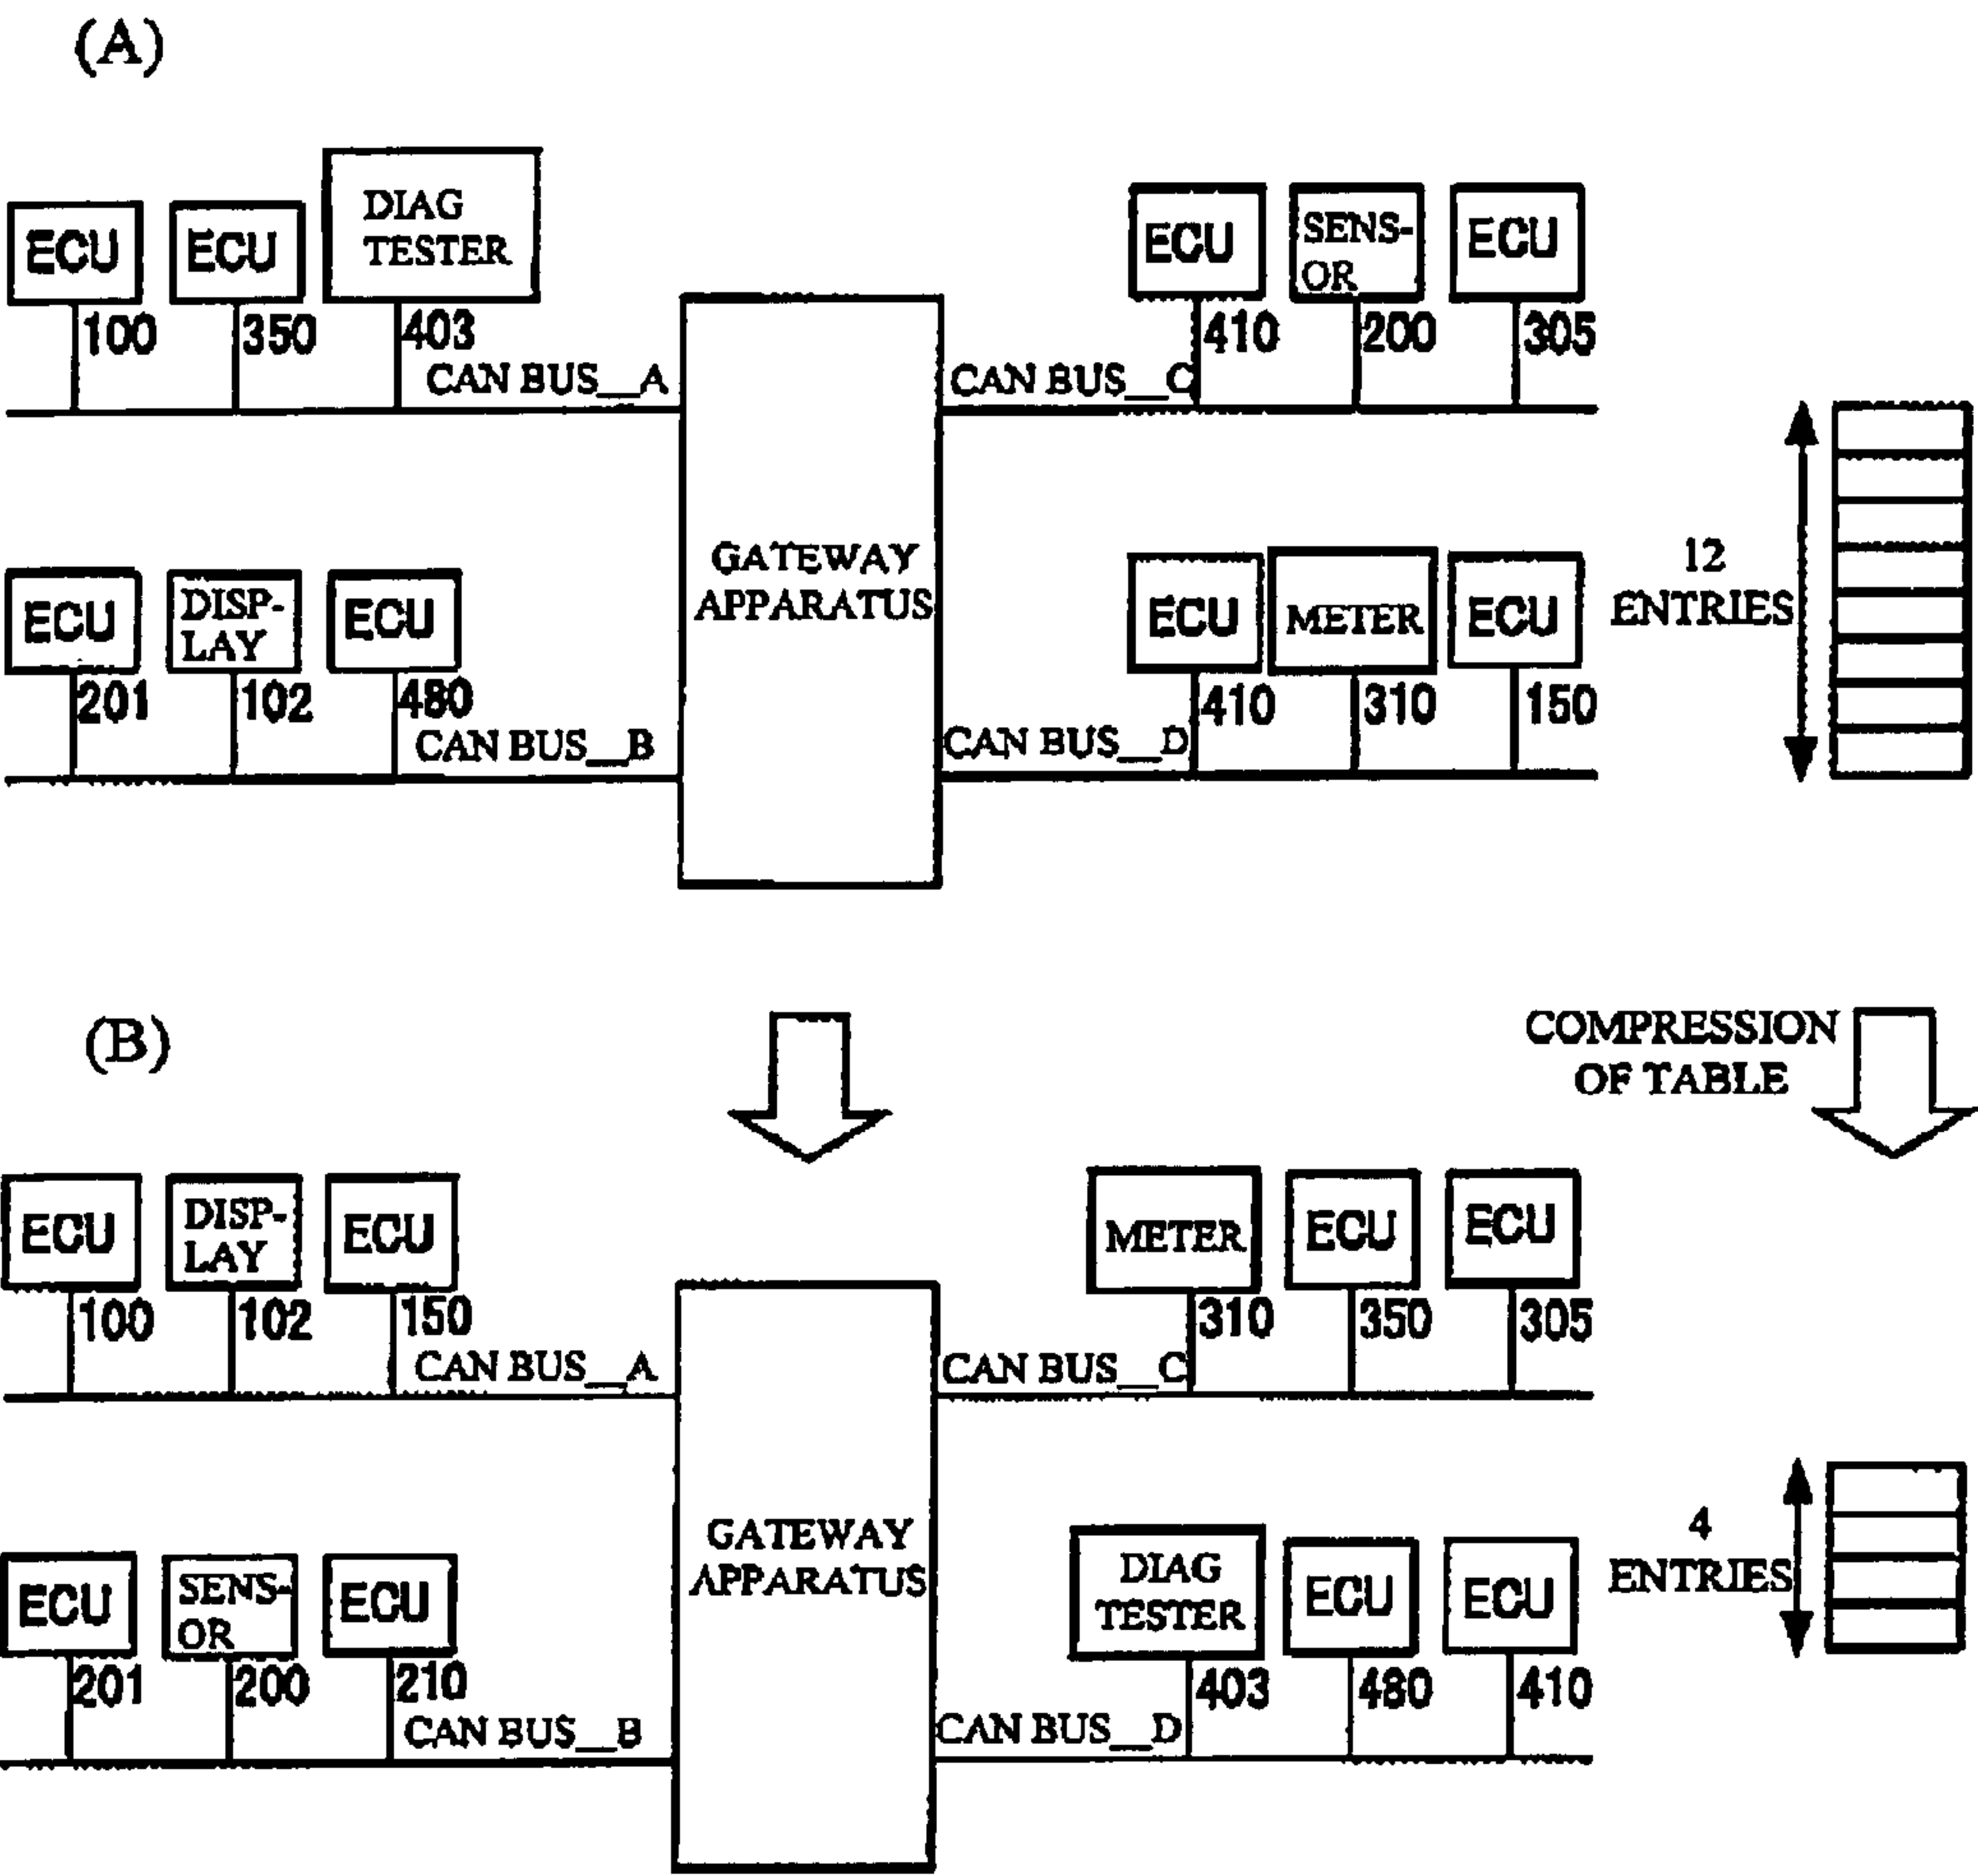 (A)
ECU
ECU
DIAG
TESTER
100
350
403
CAN BUS__A
ECU
SENS-
OR
ECU
410
200
305
CAN BUS__C
ECU
DISP-
LAY
ECU
201
102
480
CAN BUS__B
GATEWAY
APPARATUS
ECU
METER
ECU
410
310
150
CAN BUS__D
12
ENTRIES
(B)
COMPRESSION
OF TABLE
ECU
DISP-
LAY
ECU
100
102
150
CAN BUS__A
METER
ECU
ECU
310
350
305
CAN BUS__C
ECU
SENS-
OR
ECU
201
200
210
CAN BUS__B
GATEWAY
APPARATUS
DIAG
TESTER
ECU
ECU
403
480
410
CAN BUS__D
4
ENTRIES